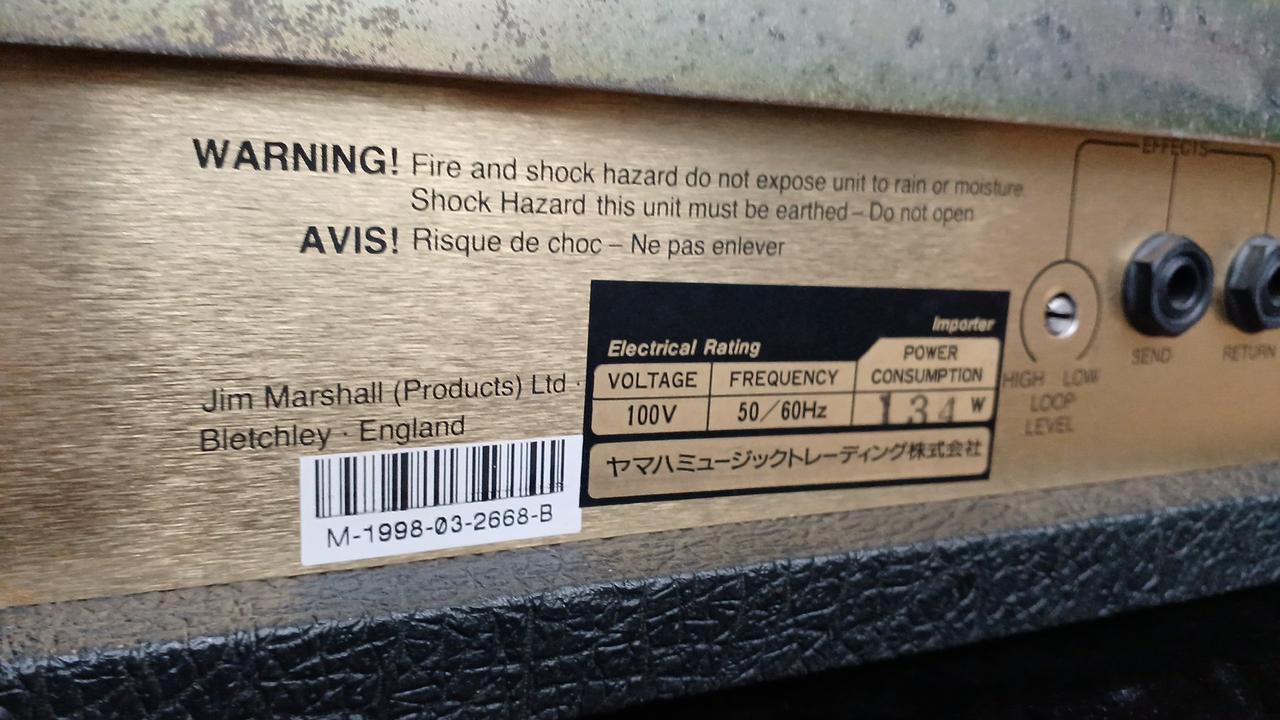 WARNING! Fire and shock hazard do not expose unit to rain or moisture
Shock Hazard this unit must be earthed – Do not open
AVIS! Risque de choc – Ne pas enlever
EFFECTS
SEND
RETURN
HIGH LOW
LOOP
LEVEL
Jim Marshall (Products) Ltd ·
Bletchley · England
M-1998-03-2668-B
Importer
Electrical Rating
VOLTAGE FREQUENCY POWER CONSUMPTION
100V 50/60Hz 134 W
ヤマハミュージックトレーディング株式会社